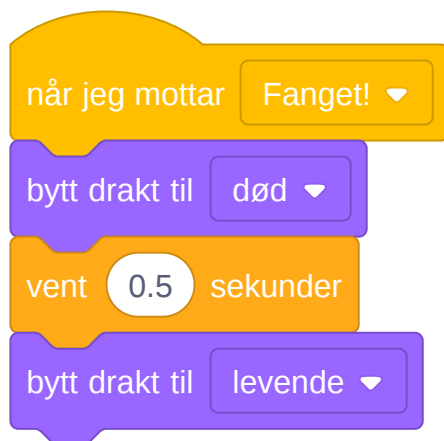 når jeg mottar Fanget!
bytt drakt til død
vent 0.5 sekunder
bytt drakt til levende